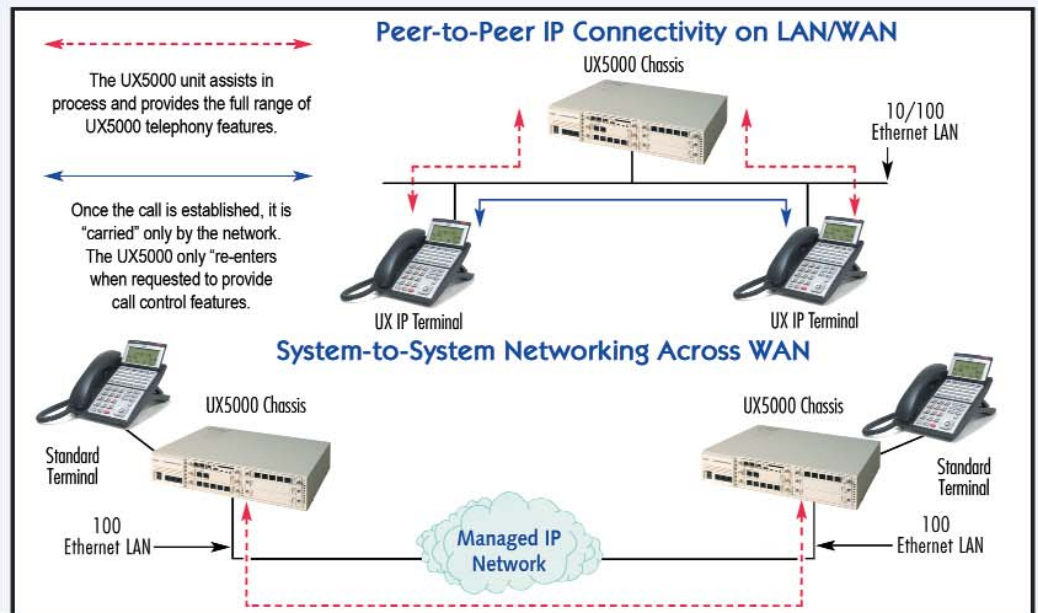 Peer-to-Peer IP Connectivity on LAN/WAN
The UX5000 unit assists in
process and provides the full range of
UX5000 telephony features.
Once the call is established, it is
"carried" only by the network.
The UX5000 only "re-enters
when requested to provide
call control features.
UX5000 Chassis
10/100
Ethernet LAN
UX IP Terminal
UX IP Terminal
System-to-System Networking Across WAN
UX5000 Chassis
Standard
Terminal
100
Ethernet LAN
Managed IP
Network
UX5000 Chassis
Standard
Terminal
100
Ethernet LAN